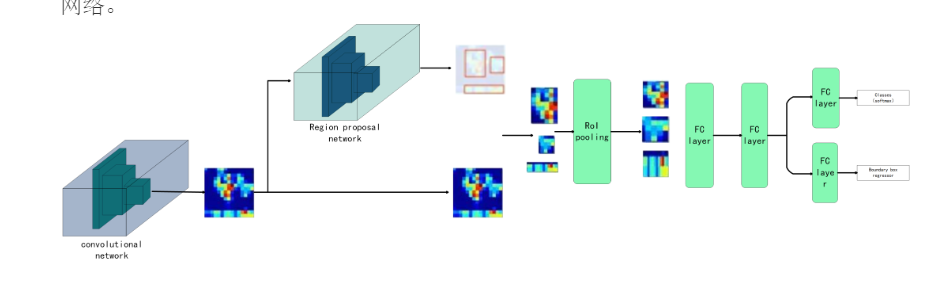 网络。
Region proposal
network
convolutional
network
RoI
pooling
FC
layer
FC
layer
FC
layer
Classes
(softmax)
FC
laye
r
Boundary box
regressor